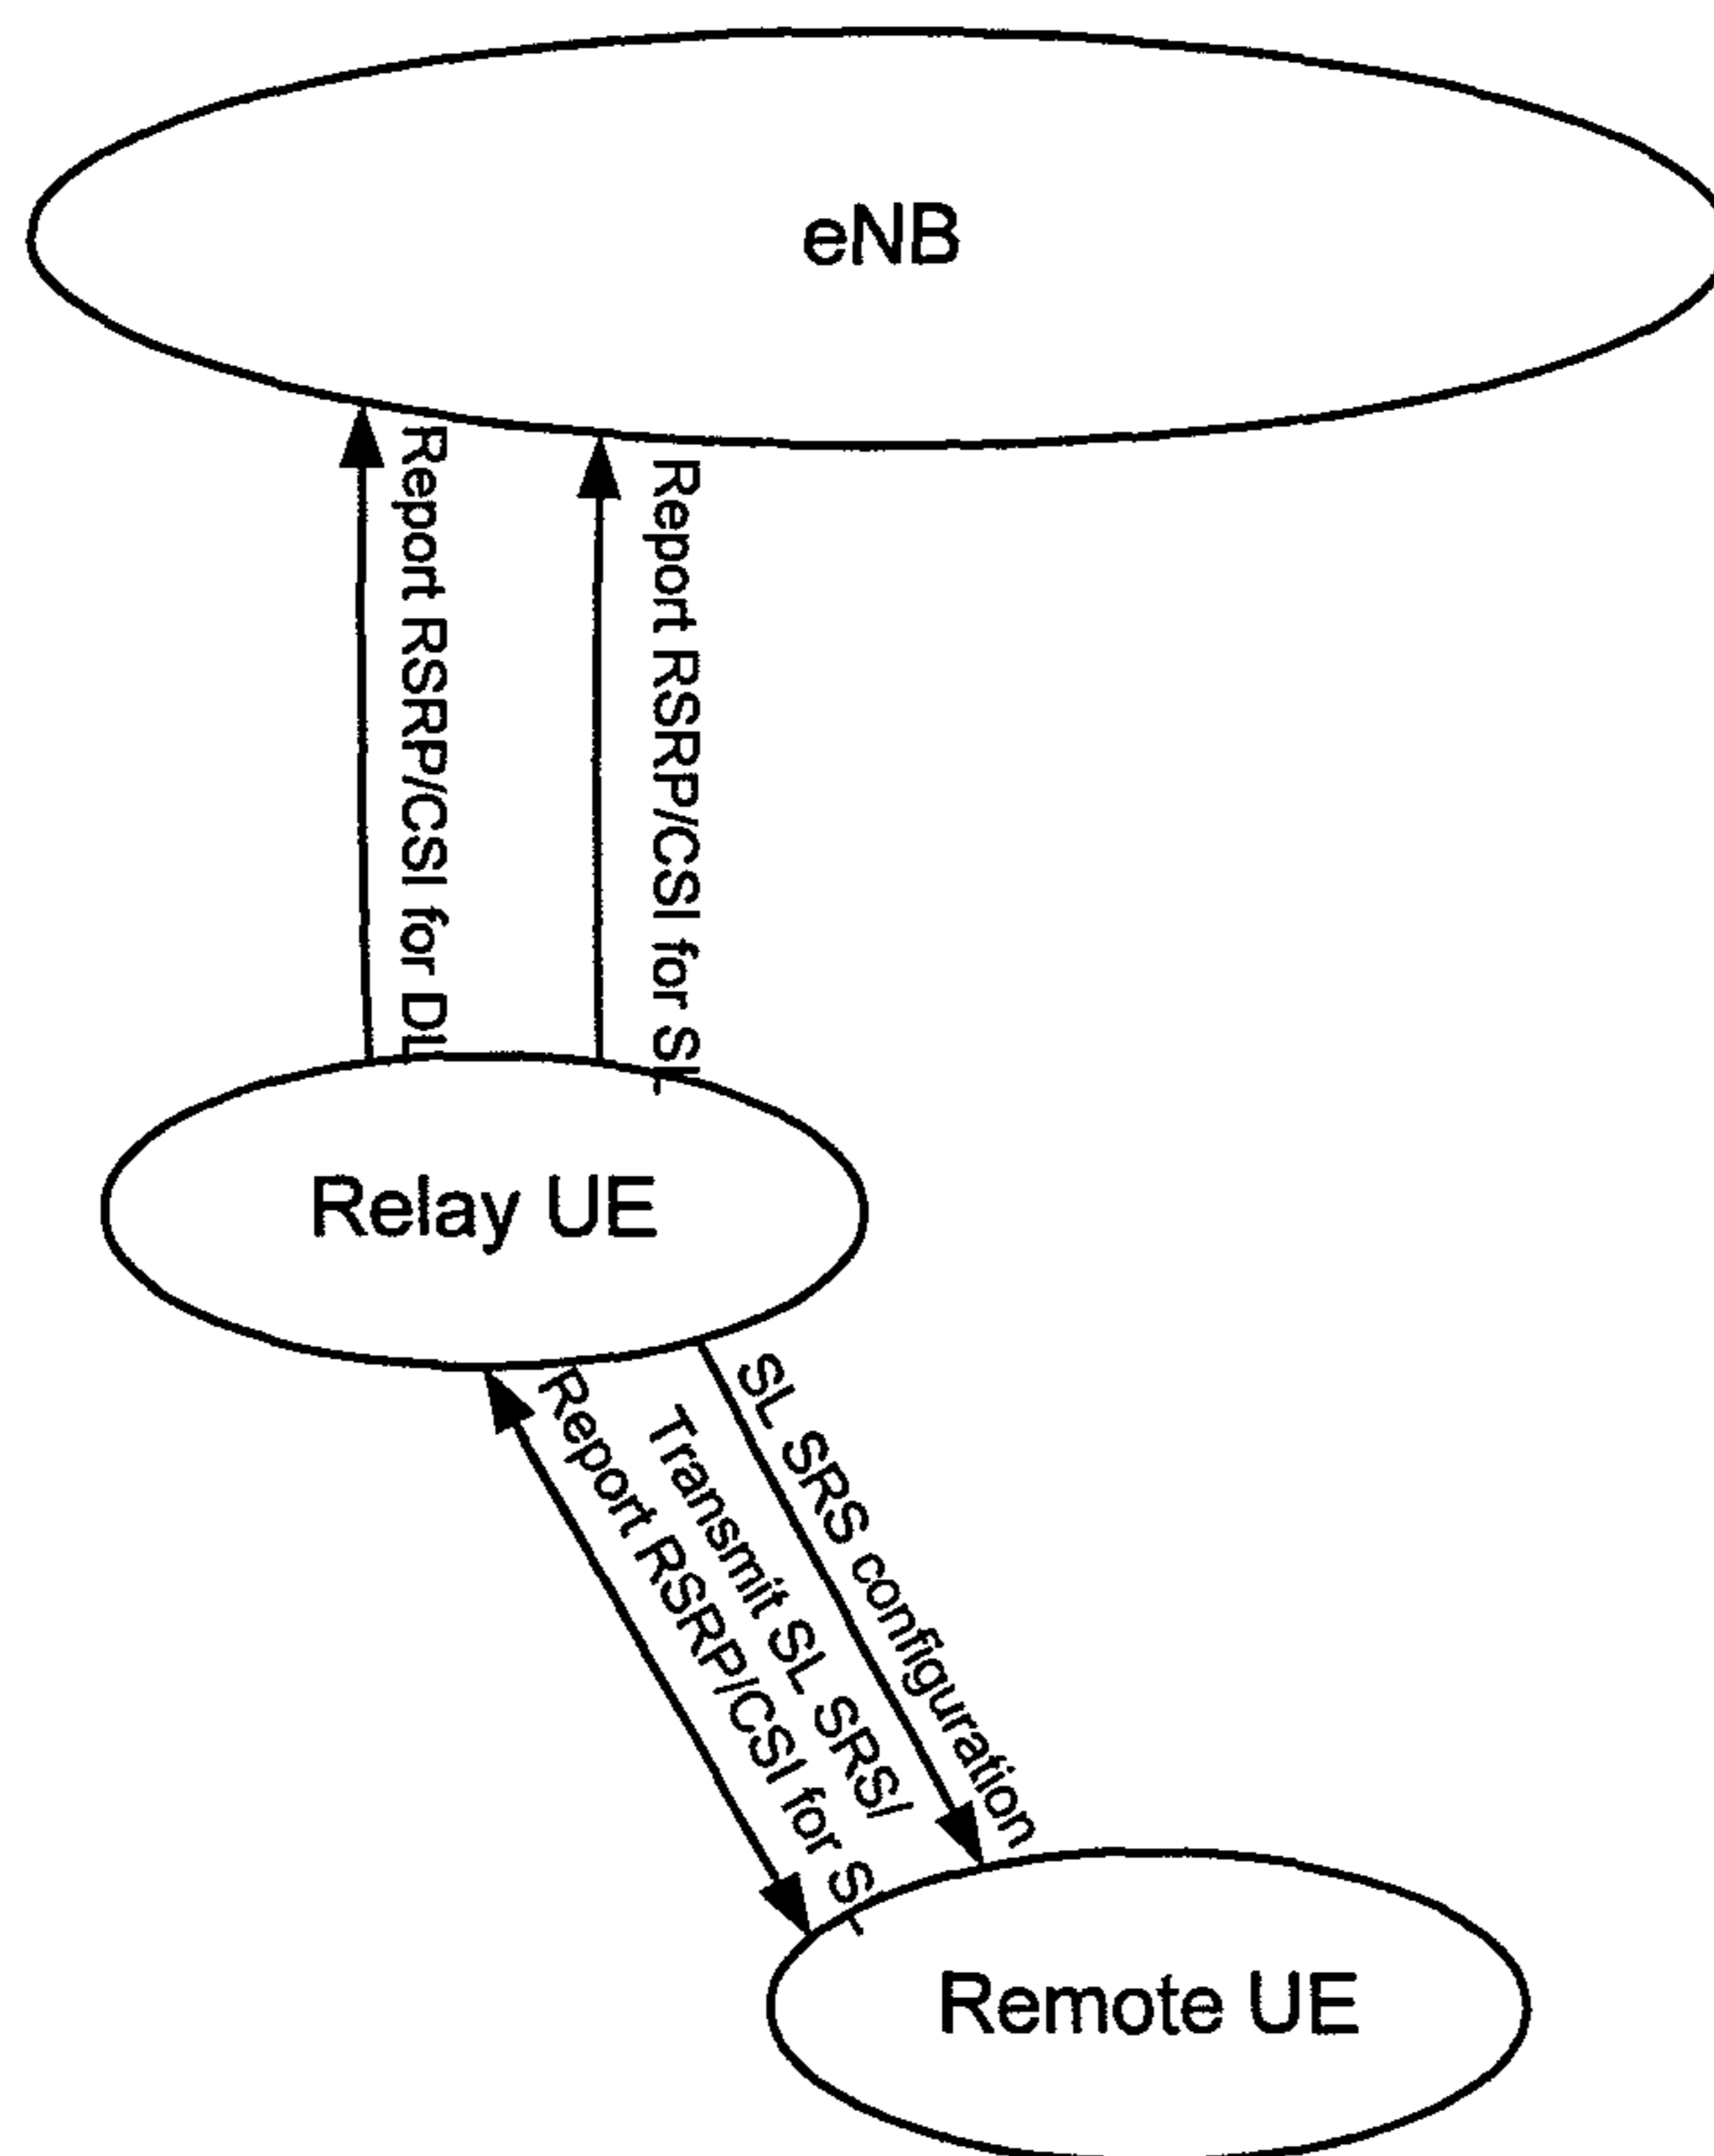 eNB
Report RSRP/CSI for DL
Report RSRP/CSI for SL
Relay UE
SL SRS configuration
Transmit SL SRS/
Report RSRP/CSI for SL
Remote UE